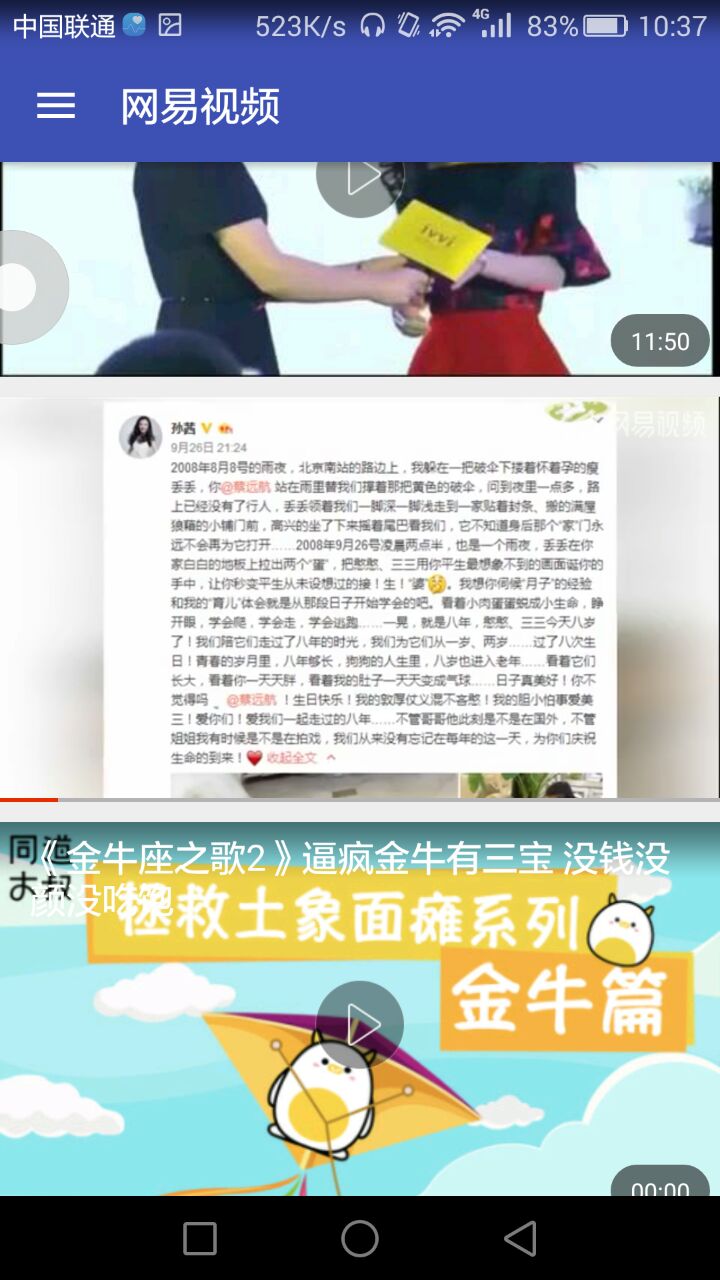 中国联通 523K/s 4G 83% 10:37
网易视频
ivvi
11:50
网易视频
孙茜
9月26日 21:24
2008年8月8号的雨夜，北京南站的路边上，我躲在一把破伞下搂着怀着孕的瘦
丢丢，你@蔡远航 站在雨里替我们撑着那把黄色的破伞，问到夜里一点多，路
上已经没有了行人，丢丢领着我们一脚深一脚浅走到一家贴着封条、搬的满屋
狼藉的小铺门前，高兴的坐了下来摇着尾巴看我们，它不知道身后那个“家”门永
远不会再为它打开……2008年9月26号凌晨两点半，也是一个雨夜，丢丢在你
家白白的地板上拉出两个“蛋”，把憨憨、三三用你平生最想象不到的画面诞你的
手中，让你秒变平生从未设想过的接！生！“婆”。我想你伺候“月子”的经验
和我的“育儿”体会就是从那段日子开始学会的吧。看着小肉蛋蛋蜕成小生命，睁
开眼，学会爬，学会走，学会逃跑……一晃，就是八年，憨憨、三三今天八岁
了！我们陪它们走过了八年的时光，我们为它们从一岁、两岁……过了八次生
日！青春的岁月里，八年够长，狗狗的人生里，八岁也进入老年……看着它们
长大，看着你一天天胖，看着我的肚子一天天变成气球……日子真美好！你不
觉得吗 @蔡远航 ！生日快乐！我的敦厚仗义混不吝憨！我的胆小怕事爱美
三！爱你们！爱我们一起走过的八年……不管哥哥他此刻是不是在国外，不管
姐姐我有时候是不是在拍戏，我们从来没有忘记在每年的这一天，为你们庆祝
生命的到来！❤ 收起全文
同道
大叔
《金牛座之歌2》逼疯金牛有三宝 没钱没
颜没吃饱
拯救土象面瘫系列
金牛篇
00:00